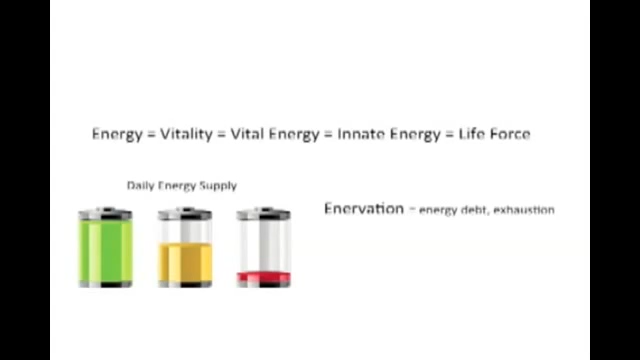 Energy = Vitality = Vital Energy = Innate Energy = Life Force
Daily Energy Supply
Enervation – energy debt, exhaustion